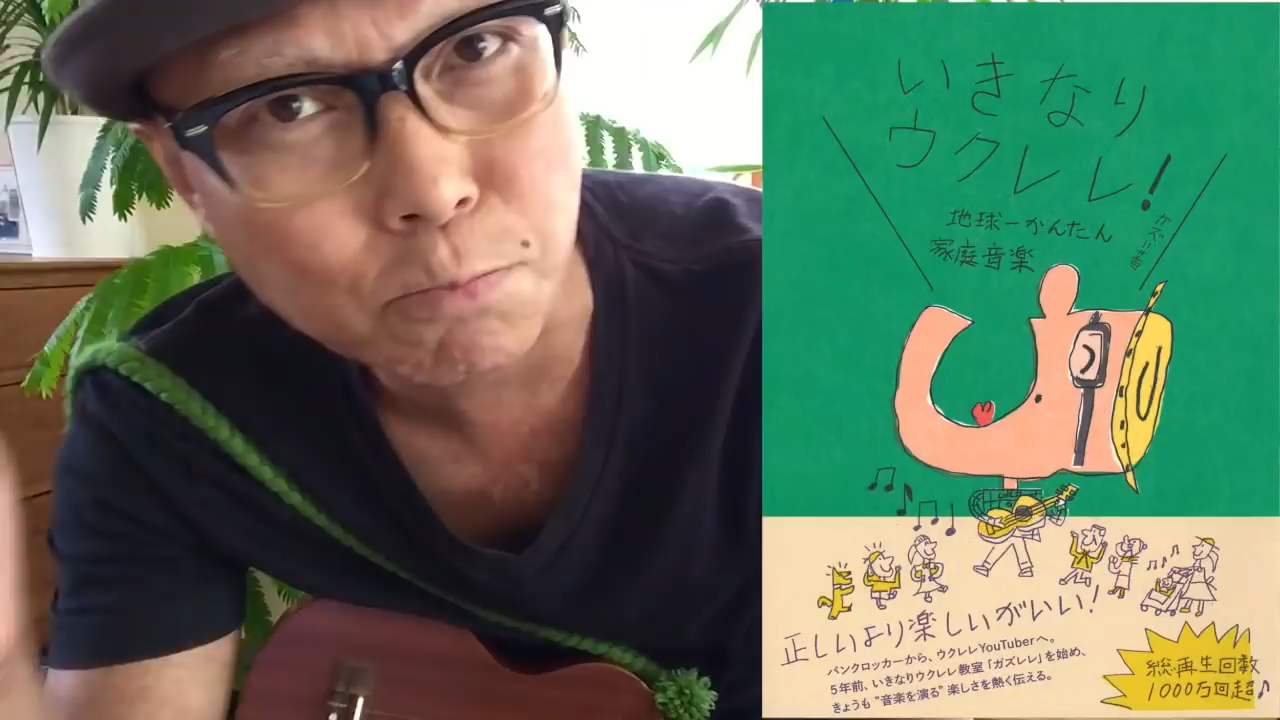 いきなり
ウクレレ!
地球一かんたん
家庭音楽
ガズ著
正しいより楽しいがいい!
パンクロッカーから、ウクレレYouTuberへ。
5年前、いきなりウクレレ教室「ガズレレ」を始め、
きょうも“音楽を演る”楽しさを熱く伝える。
総再生回数
1000万回超♪